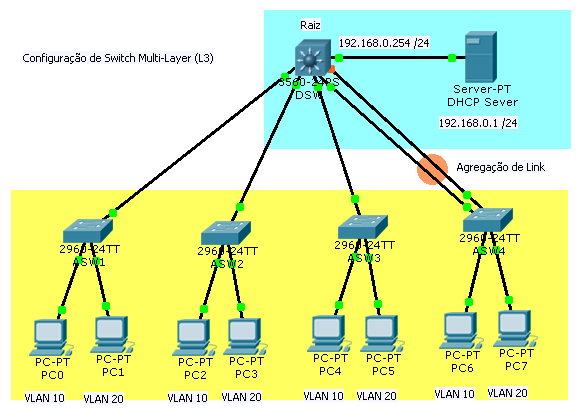 Raiz
Configuração de Switch Multi-Layer (L3)
192.168.0.254 /24
3560-24PS
DSW
Server-PT
DHCP Sever
192.168.0.1 /24
Agregação de Link
2960-24TT
ASW1
2960-24TT
ASW2
2960-24TT
ASW3
2960-24TT
ASW4
PC-PT
PC0
PC-PT
PC1
PC-PT
PC2
PC-PT
PC3
PC-PT
PC4
PC-PT
PC5
PC-PT
PC6
PC-PT
PC7
VLAN 10
VLAN 20
VLAN 10
VLAN 20
VLAN 10
VLAN 20
VLAN 10
VLAN 20